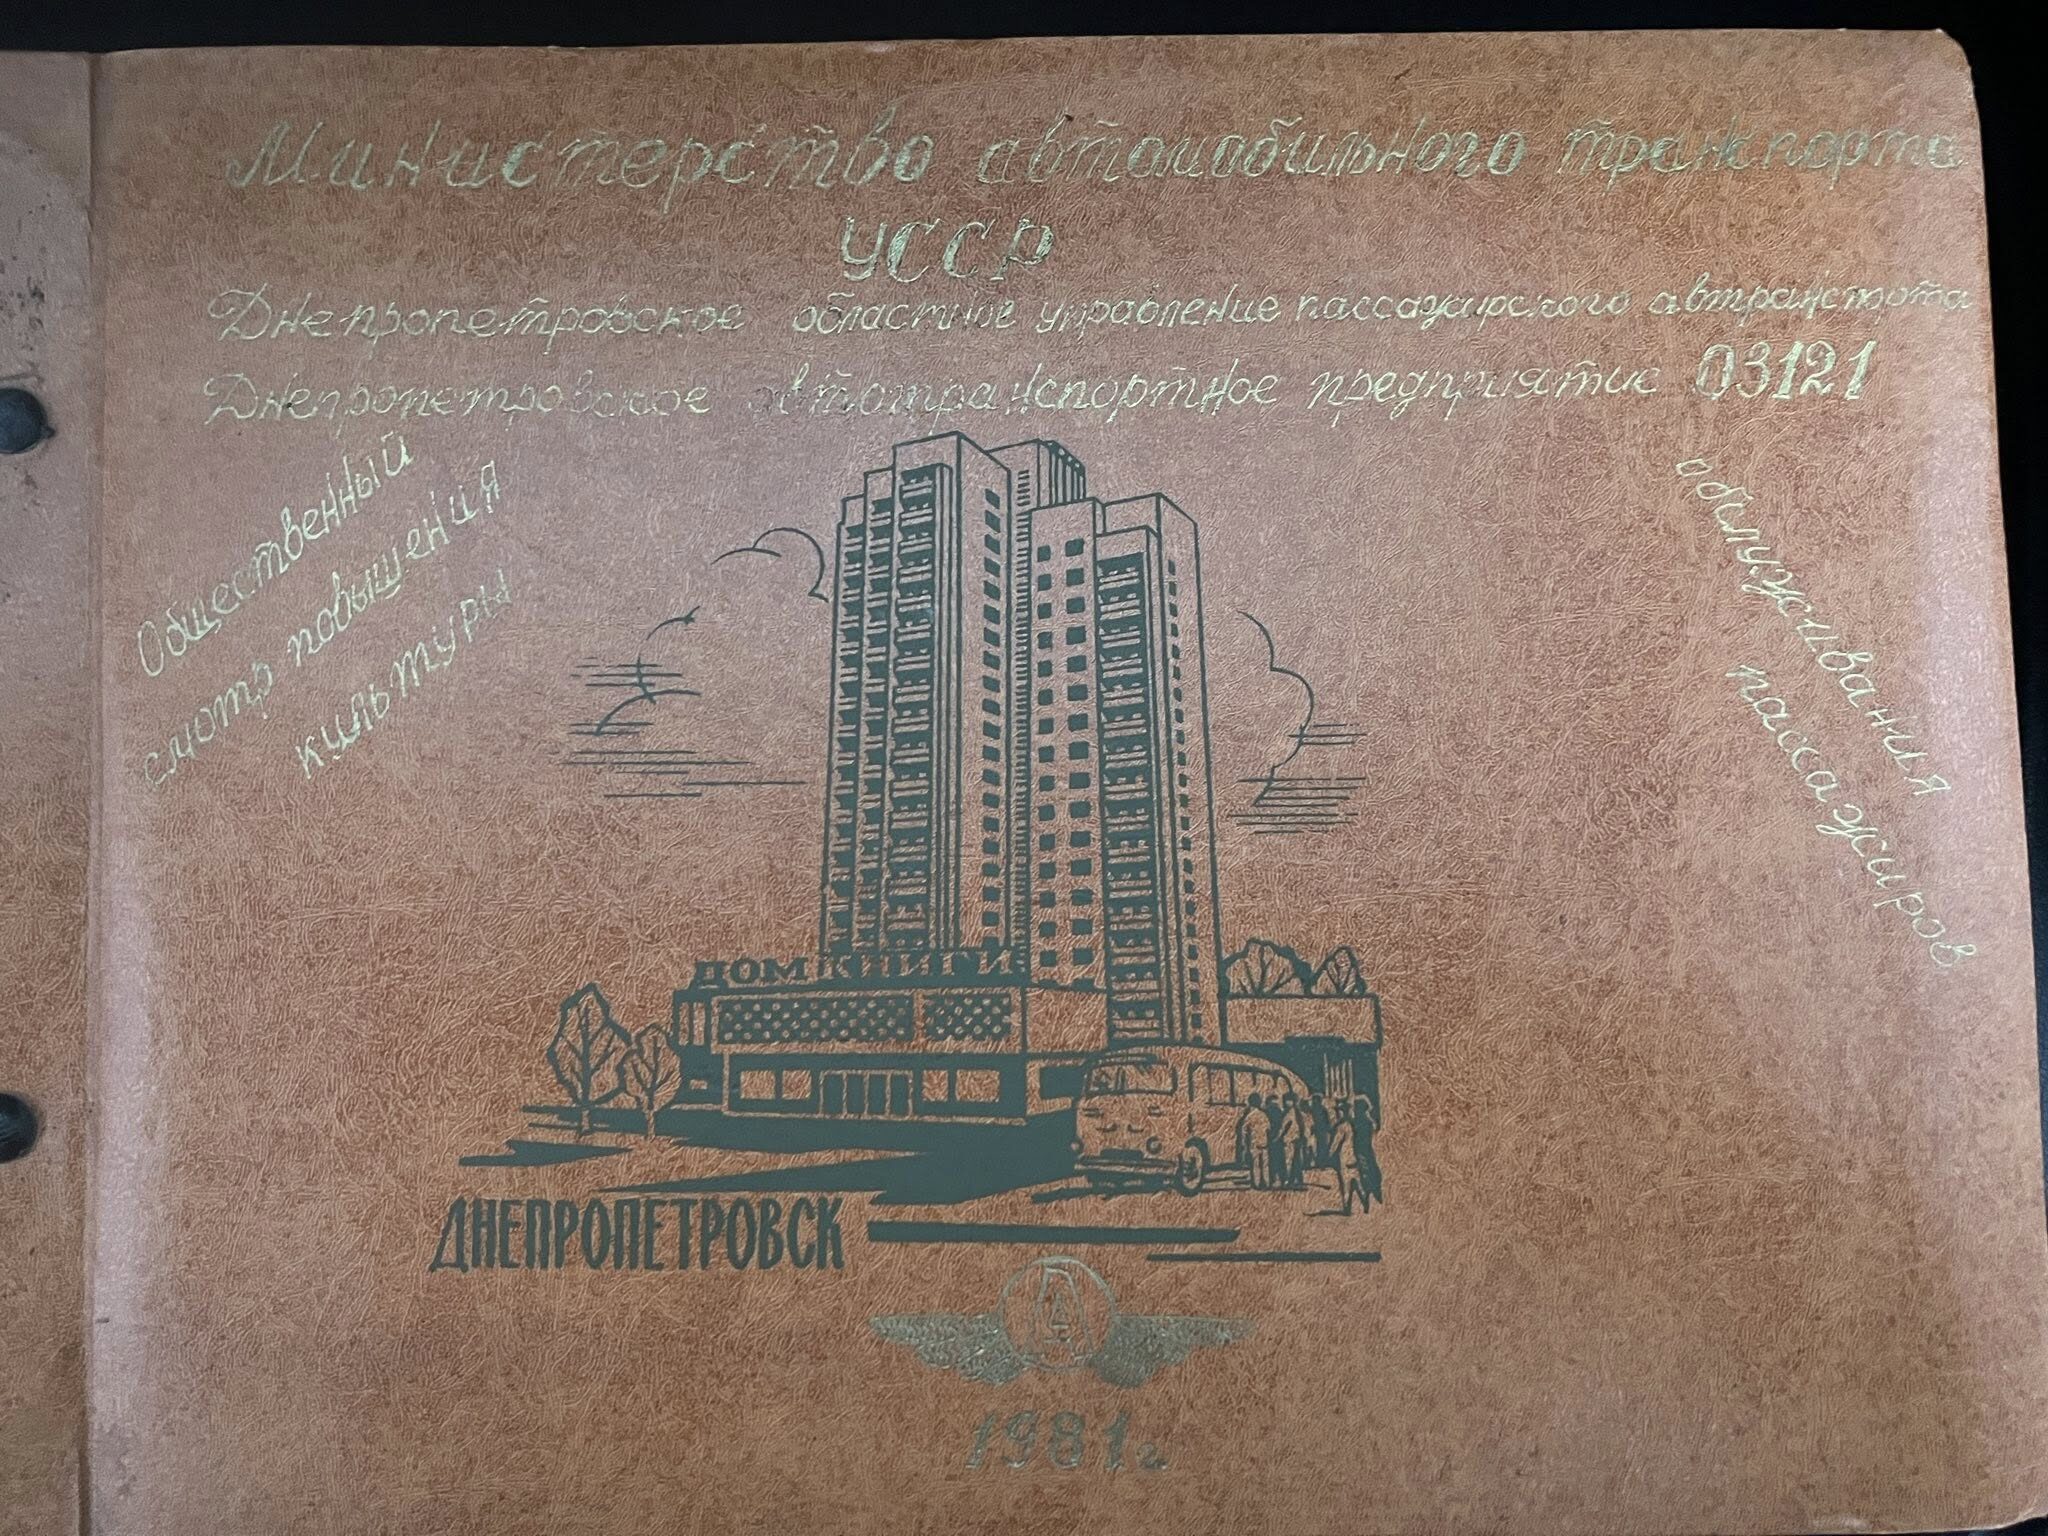 Министерство автомобильного транспорта
УССР
Днепропетровское областное управление пассажирского автранспорта
Днепропетровское автотранспортное предприятие 03121
Общественный
смотр повышения
культуры
обслуживания
пассажиров
ДОМ КНИГИ
ДНЕПРОПЕТРОВСК
А
1981г.